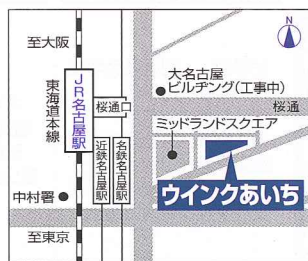 至大阪
N
東海道本線
JR名古屋駅
桜通口
大名古屋
ビルヂング(工事中)
桜通
ミッドランドスクエア
近鉄名古屋駅
名鉄名古屋駅
ウインクあいち
中村署
至東京